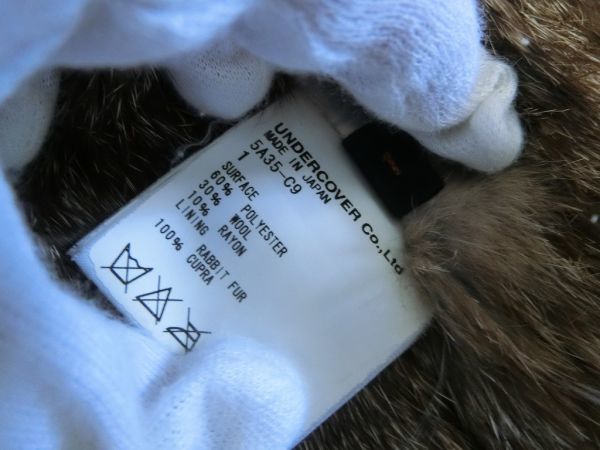 UNDERCOVER Co., Ltd
MADE IN JAPAN
5A35-C9
1
SURFACE
60% POLYESTER
30% WOOL
10% RAYON
LINING RABBIT FUR
100% CUPRA